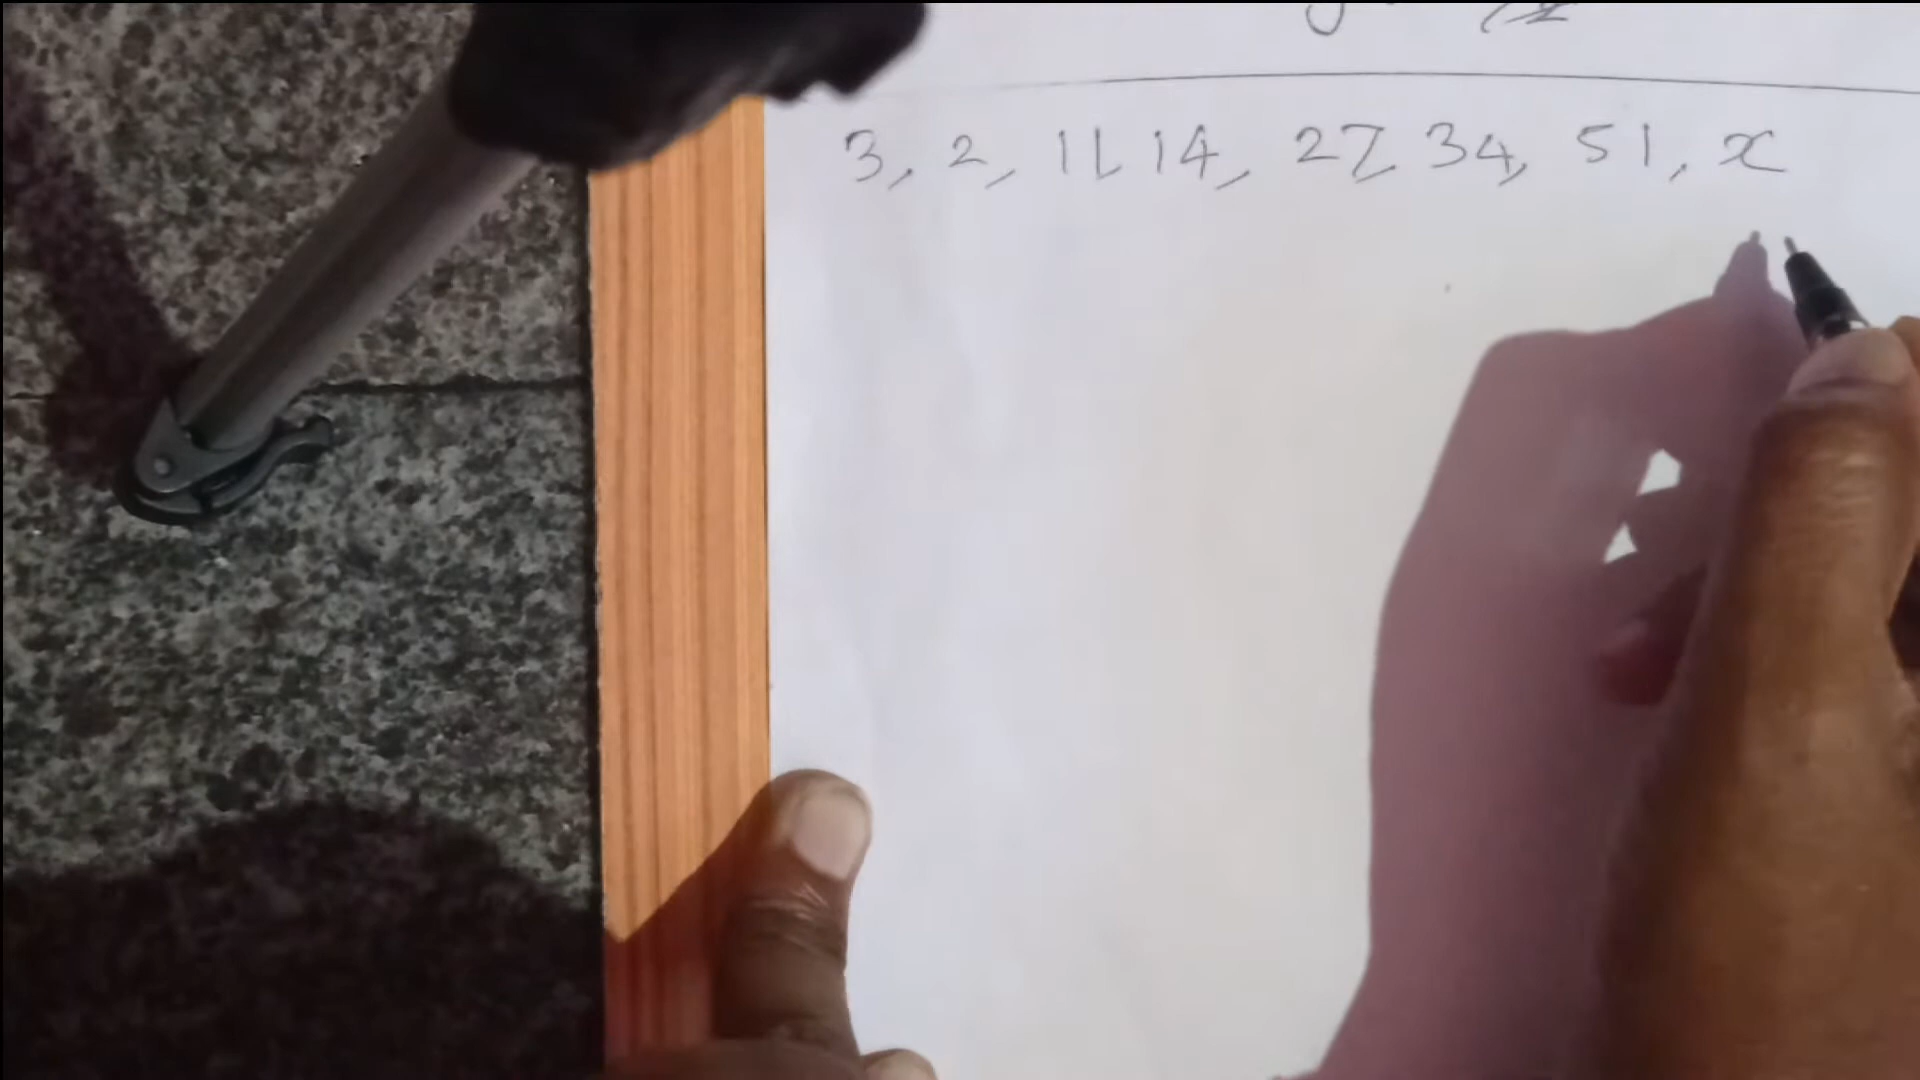 3, 2, 11, 14, 27, 34, 51, x